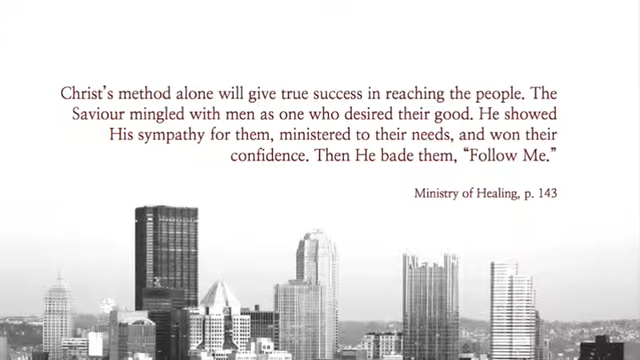 Christ's method alone will give true success in reaching the people. The
Saviour mingled with men as one who desired their good. He showed
His sympathy for them, ministered to their needs, and won their
confidence. Then He bade them, “Follow Me.”
Ministry of Healing, p. 143